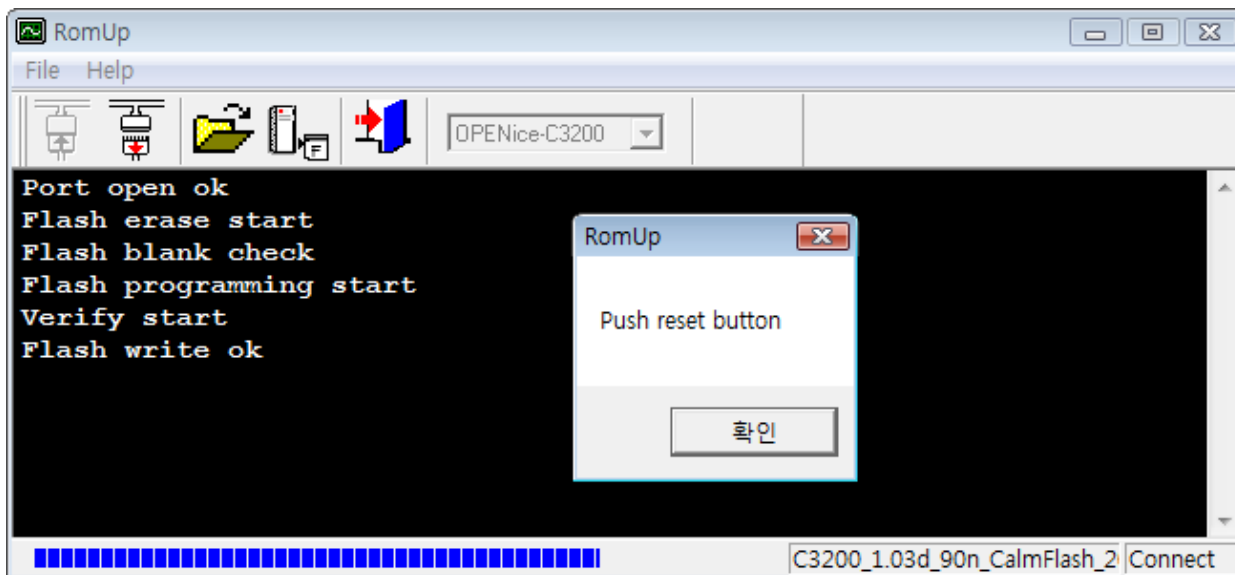 RomUp
File Help
OPENice-C3200
Port open ok
Flash erase start
Flash blank check
Flash programming start
Verify start
Flash write ok
RomUp
Push reset button
확인
C3200_1.03d_90n_CalmFlash_2 Connect